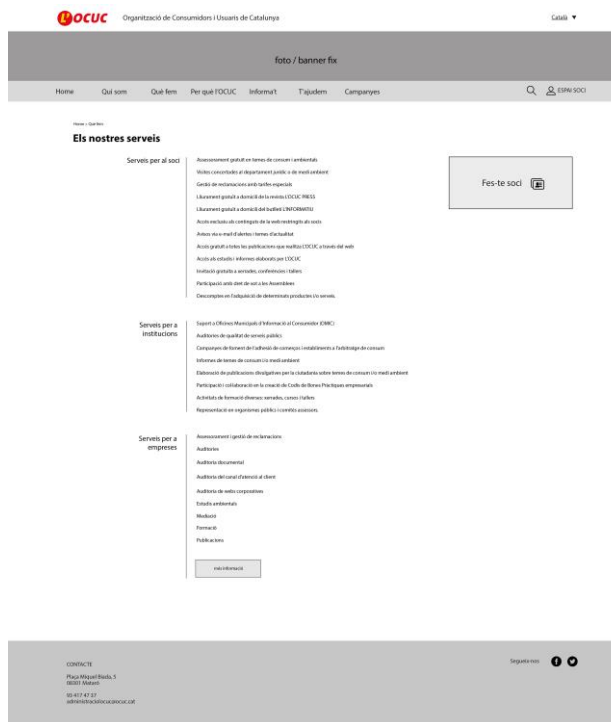 L'OCUC OCUC Organització de Consumidors i Usuaris de Catalunya
Català ▼
foto / banner fix
Home Qui som Què fem Per què l'OCUC Informa't T'ajudem Campanyes
ESPAI SOCI
Home > Què fem
Els nostres serveis
Serveis per al soci
Assessorament gratuït en temes de consum i ambientals
Visites concertades al departament jurídic o de medi ambient
Gestió de reclamacions amb tarifes especials
Lliurament gratuït a domicili de la revista L'OCUC PRESS
Lliurament gratuït a domicili del butlletí L'INFORMATIU
Accés exclusiu als continguts de la web restringits als socis
Avisos via e-mail d'alertes i temes d'actualitat
Accés gratuït a totes les publicacions que realitza L'OCUC a través del web
Accés als estudis i informes elaborats per L'OCUC
Invitació gratuïta a xerrades, conferències i tallers
Participació amb dret de vot a les Assemblees
Descomptes en l'adquisició de determinats productes i/o serveis.
Fes-te soci
Serveis per a
institucions
Suport a Oficines Municipals d'Informació al Consumidor (OMIC)
Auditories de qualitat de serveis públics
Campanyes de foment de l'adhesió de comerços i establiments a l'arbitratge de consum
Informes de temes de consum i/o medi ambient
Elaboració de publicacions divulgatives per la ciutadania sobre temes de consum i/o medi ambient
Participació i col·laboració en la creació de Codis de Bones Pràctiques empresarials
Activitats de formació diverses: xerrades, cursos i tallers
Representació en organismes públics i comitès assessors.
Serveis per a
empreses
Assessorament i gestió de reclamacions
Auditories
Auditoria documental
Auditoria del canal d'atenció al client
Auditoria de webs corporatives
Estudis ambientals
Mediació
Formació
Publicacions
més informació
CONTACTE
Plaça Miquel Biada, 5
08301 Mataró
93 417 47 37
Segueix-nos: